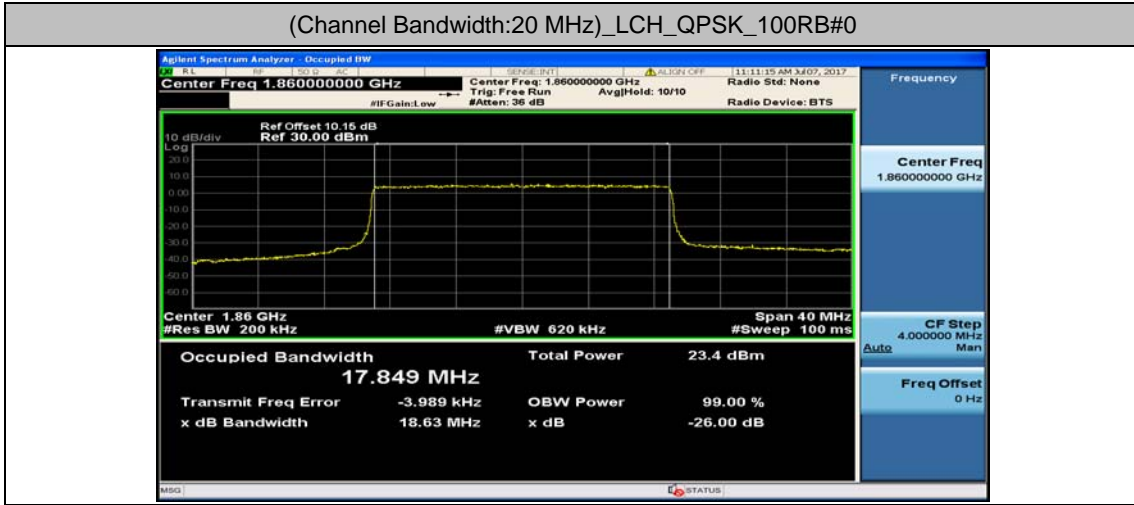 (Channel Bandwidth:20 MHz)_LCH_QPSK_100RB#0
Agilent Spectrum Analyzer - Occupied BW
RL RF 50 Ω AC SENSE:INT ALIGN OFF 11:11:15 AM Jul 07, 2017
Center Freq 1.860000000 GHz
Center Freq: 1.860000000 GHz
Radio Std: None
Trig: Free Run Avg|Hold: 10/10
#IFGain:Low #Atten: 36 dB Radio Device: BTS
Frequency
Ref Offset 10.15 dB
10 dB/div Ref 30.00 dBm
Log
20.0
10.0
0.00
-10.0
-20.0
-30.0
-40.0
-50.0
-60.0
Center 1.86 GHz Span 40 MHz
#Res BW 200 kHz #VBW 620 kHz #Sweep 100 ms
Occupied Bandwidth Total Power 23.4 dBm
17.849 MHz
Transmit Freq Error -3.989 kHz OBW Power 99.00 %
x dB Bandwidth 18.63 MHz x dB -26.00 dB
Center Freq
1.860000000 GHz
CF Step
4.000000 MHz
Auto Man
Freq Offset
0 Hz
MSG STATUS